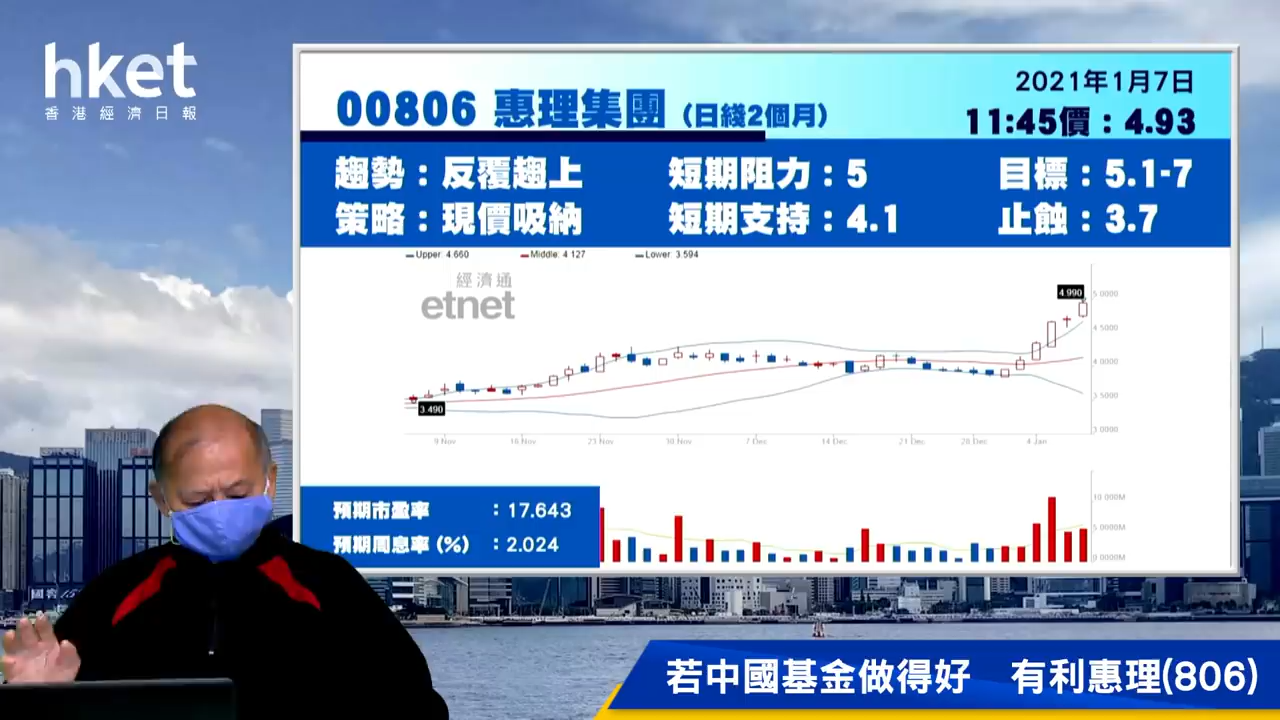 hket
香港經濟日報
00806 惠理集團 (日綫2個月)
2021年1月7日
11:45價：4.93
趨勢：反覆趨上
短期阻力：5
目標：5.1-7
策略：現價吸納
短期支持：4.1
止蝕：3.7
Upper 4.660 Middle 4.127 Lower 3.594
經濟通
etnet
4.990
5.0000
4.5000
4.0000
3.5000
3.0000
3.490
9 Nov 16 Nov 23 Nov 30 Nov 7 Dec 14 Dec 21 Dec 28 Dec 4 Jan
10.000M
5.0000M
0.0000M
預期市盈率 ：17.643
預期周息率 (%) ：2.024
若中國基金做得好 有利惠理(806)